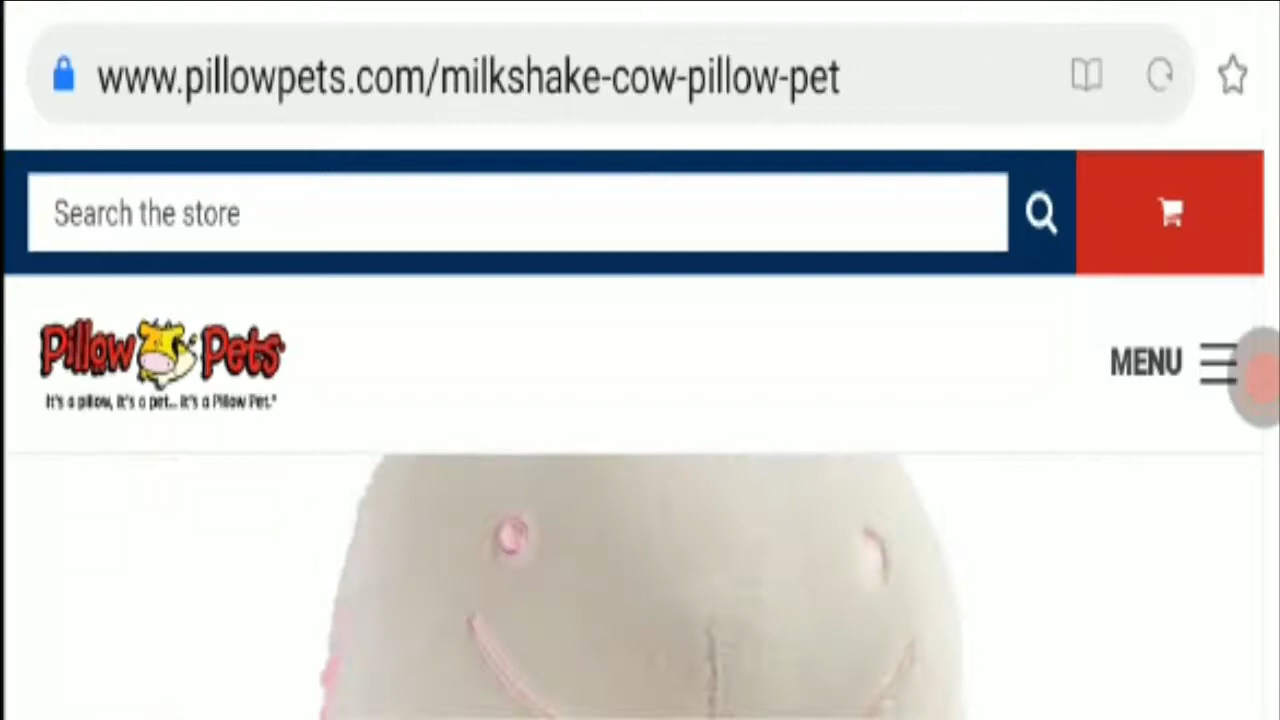 www.pillowpets.com/milkshake-cow-pillow-pet
Search the store
Pillow Pets
MENU
It's a pillow, it's a pet... it's a Pillow Pet.®